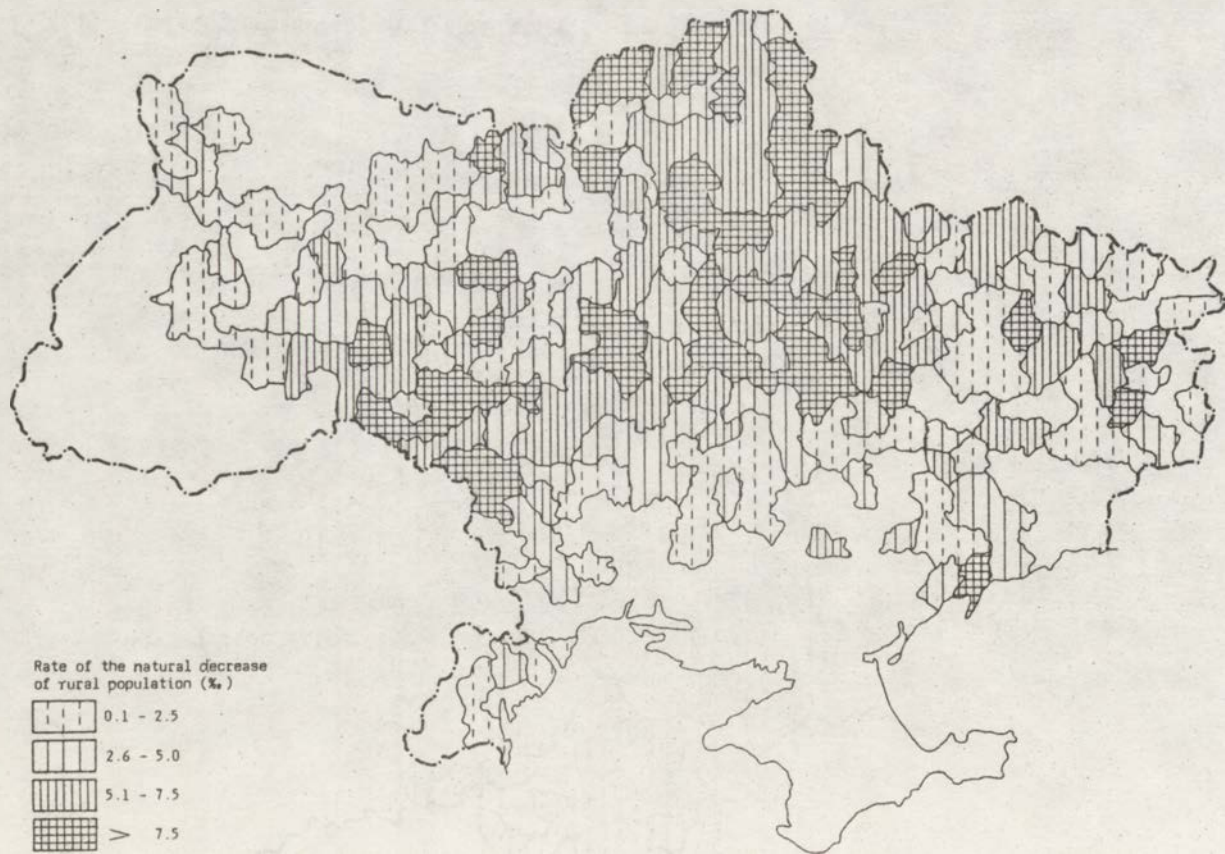 Rate of the natural decrease
of rural population (‰)
0.1 - 2.5
2.6 - 5.0
5.1 - 7.5
> 7.5